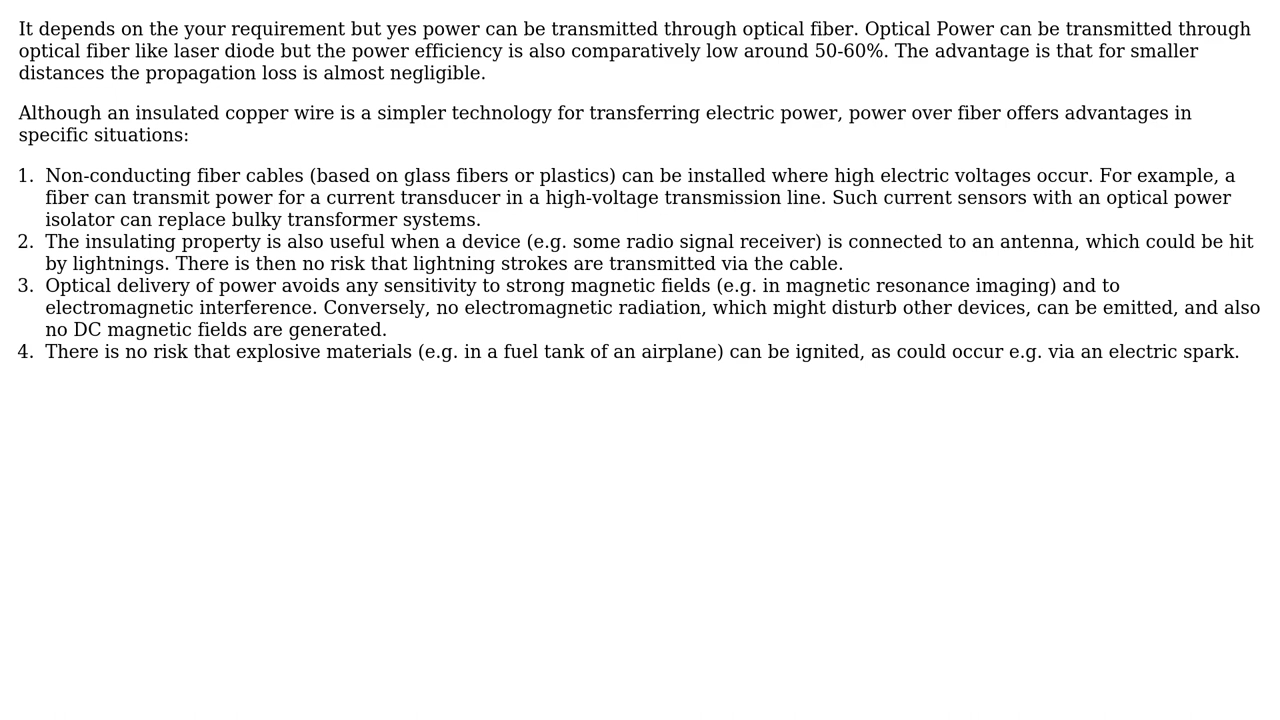 It depends on the your requirement but yes power can be transmitted through optical fiber. Optical Power can be transmitted through
optical fiber like laser diode but the power efficiency is also comparatively low around 50-60%. The advantage is that for smaller
distances the propagation loss is almost negligible.
Although an insulated copper wire is a simpler technology for transferring electric power, power over fiber offers advantages in
specific situations:
1. Non-conducting fiber cables (based on glass fibers or plastics) can be installed where high electric voltages occur. For example, a
fiber can transmit power for a current transducer in a high-voltage transmission line. Such current sensors with an optical power
isolator can replace bulky transformer systems.
2. The insulating property is also useful when a device (e.g. some radio signal receiver) is connected to an antenna, which could be hit
by lightnings. There is then no risk that lightning strokes are transmitted via the cable.
3. Optical delivery of power avoids any sensitivity to strong magnetic fields (e.g. in magnetic resonance imaging) and to
electromagnetic interference. Conversely, no electromagnetic radiation, which might disturb other devices, can be emitted, and also
no DC magnetic fields are generated.
4. There is no risk that explosive materials (e.g. in a fuel tank of an airplane) can be ignited, as could occur e.g. via an electric spark.